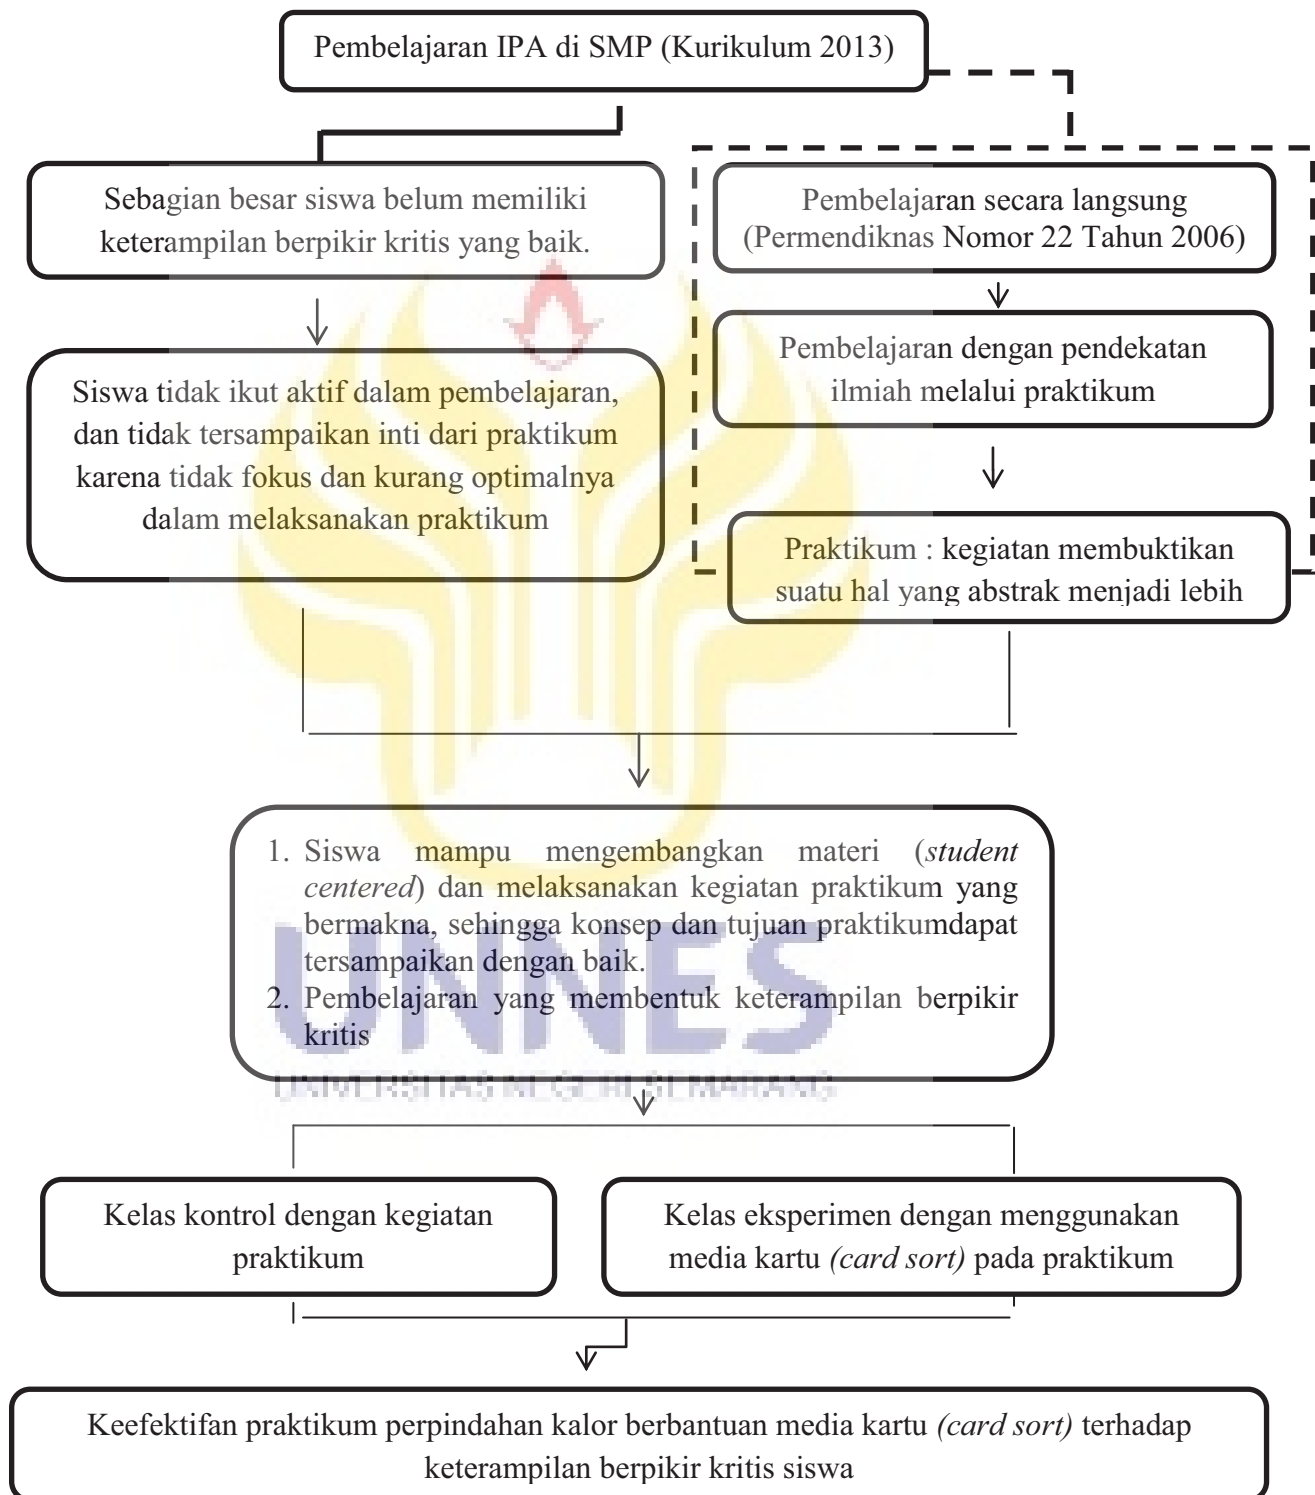 Pembelajaran IPA di SMP (Kurikulum 2013)
Sebagian besar siswa belum memiliki
keterampilan berpikir kritis yang baik.
Siswa tidak ikut aktif dalam pembelajaran,
dan tidak tersampaikan inti dari praktikum
karena tidak fokus dan kurang optimalnya
dalam melaksanakan praktikum
Pembelajaran secara langsung
(Permendiknas Nomor 22 Tahun 2006)
Pembelajaran dengan pendekatan
ilmiah melalui praktikum
Praktikum : kegiatan membuktikan
suatu hal yang abstrak menjadi lebih
1. Siswa mampu mengembangkan materi (student
centered) dan melaksanakan kegiatan praktikum yang
bermakna, sehingga konsep dan tujuan praktikumdapat
tersampaikan dengan baik.
2. Pembelajaran yang membentuk keterampilan berpikir
kritis
UNNES
UNIVERSITAS NEGERI SEMARANG
Kelas kontrol dengan kegiatan
praktikum
Kelas eksperimen dengan menggunakan
media kartu (card sort) pada praktikum
Keefektifan praktikum perpindahan kalor berbantuan media kartu (card sort) terhadap
keterampilan berpikir kritis siswa